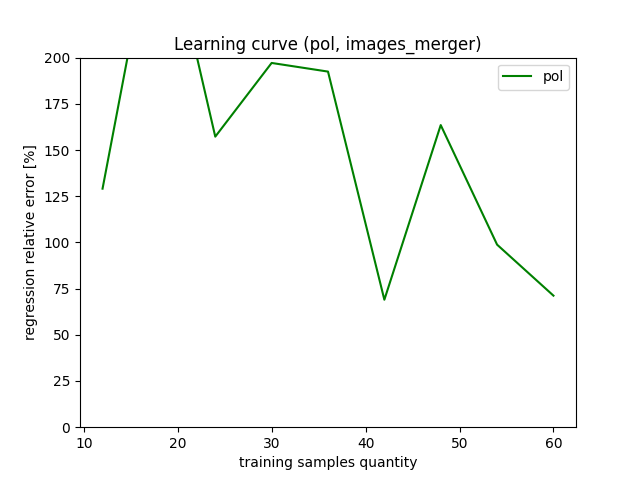 Learning curve (pol, images_merger)
pol
regression relative error [%]
200
175
150
125
100
75
50
25
0
10 20 30 40 50 60
training samples quantity